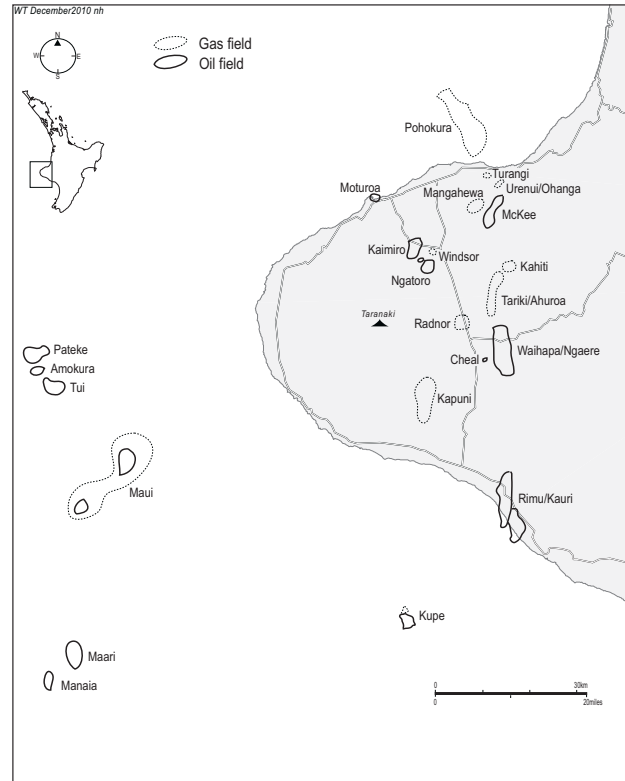 WT December2010 nh
N
W
E
S
Gas field
Oil field
Pohokura
Turangi
Urenui/Ohanga
Mangahewa
Moturoa
McKee
Kaimiro
Windsor
Ngatoro
Kahiti
Tariki/Ahuroa
Taranaki
Radnor
Waihapa/Ngaere
Cheal
Pateke
Amokura
Tui
Kapuni
Maui
Rimu/Kauri
Kupe
Maari
Manaia
0
30km
0
20miles